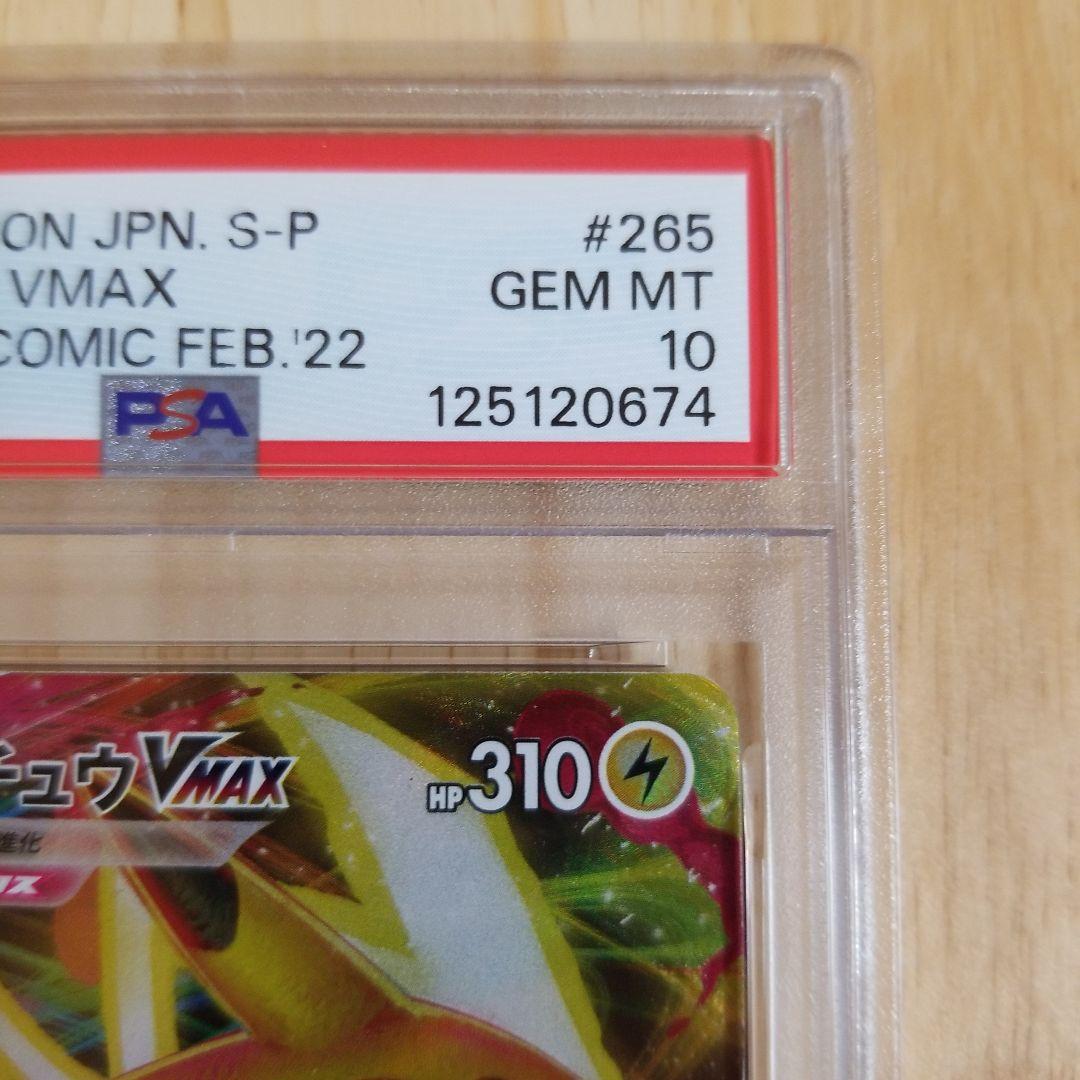 ON JPN. S-P #265
VMAX GEM MT
COMIC FEB.'22 10
PSA 125120674
チュウVMAX HP310
進化